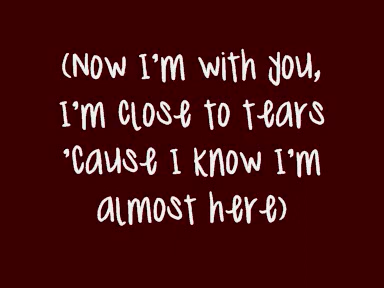 (Now I'm with you,
I'm close to tears
'Cause I know I'm
almost here)